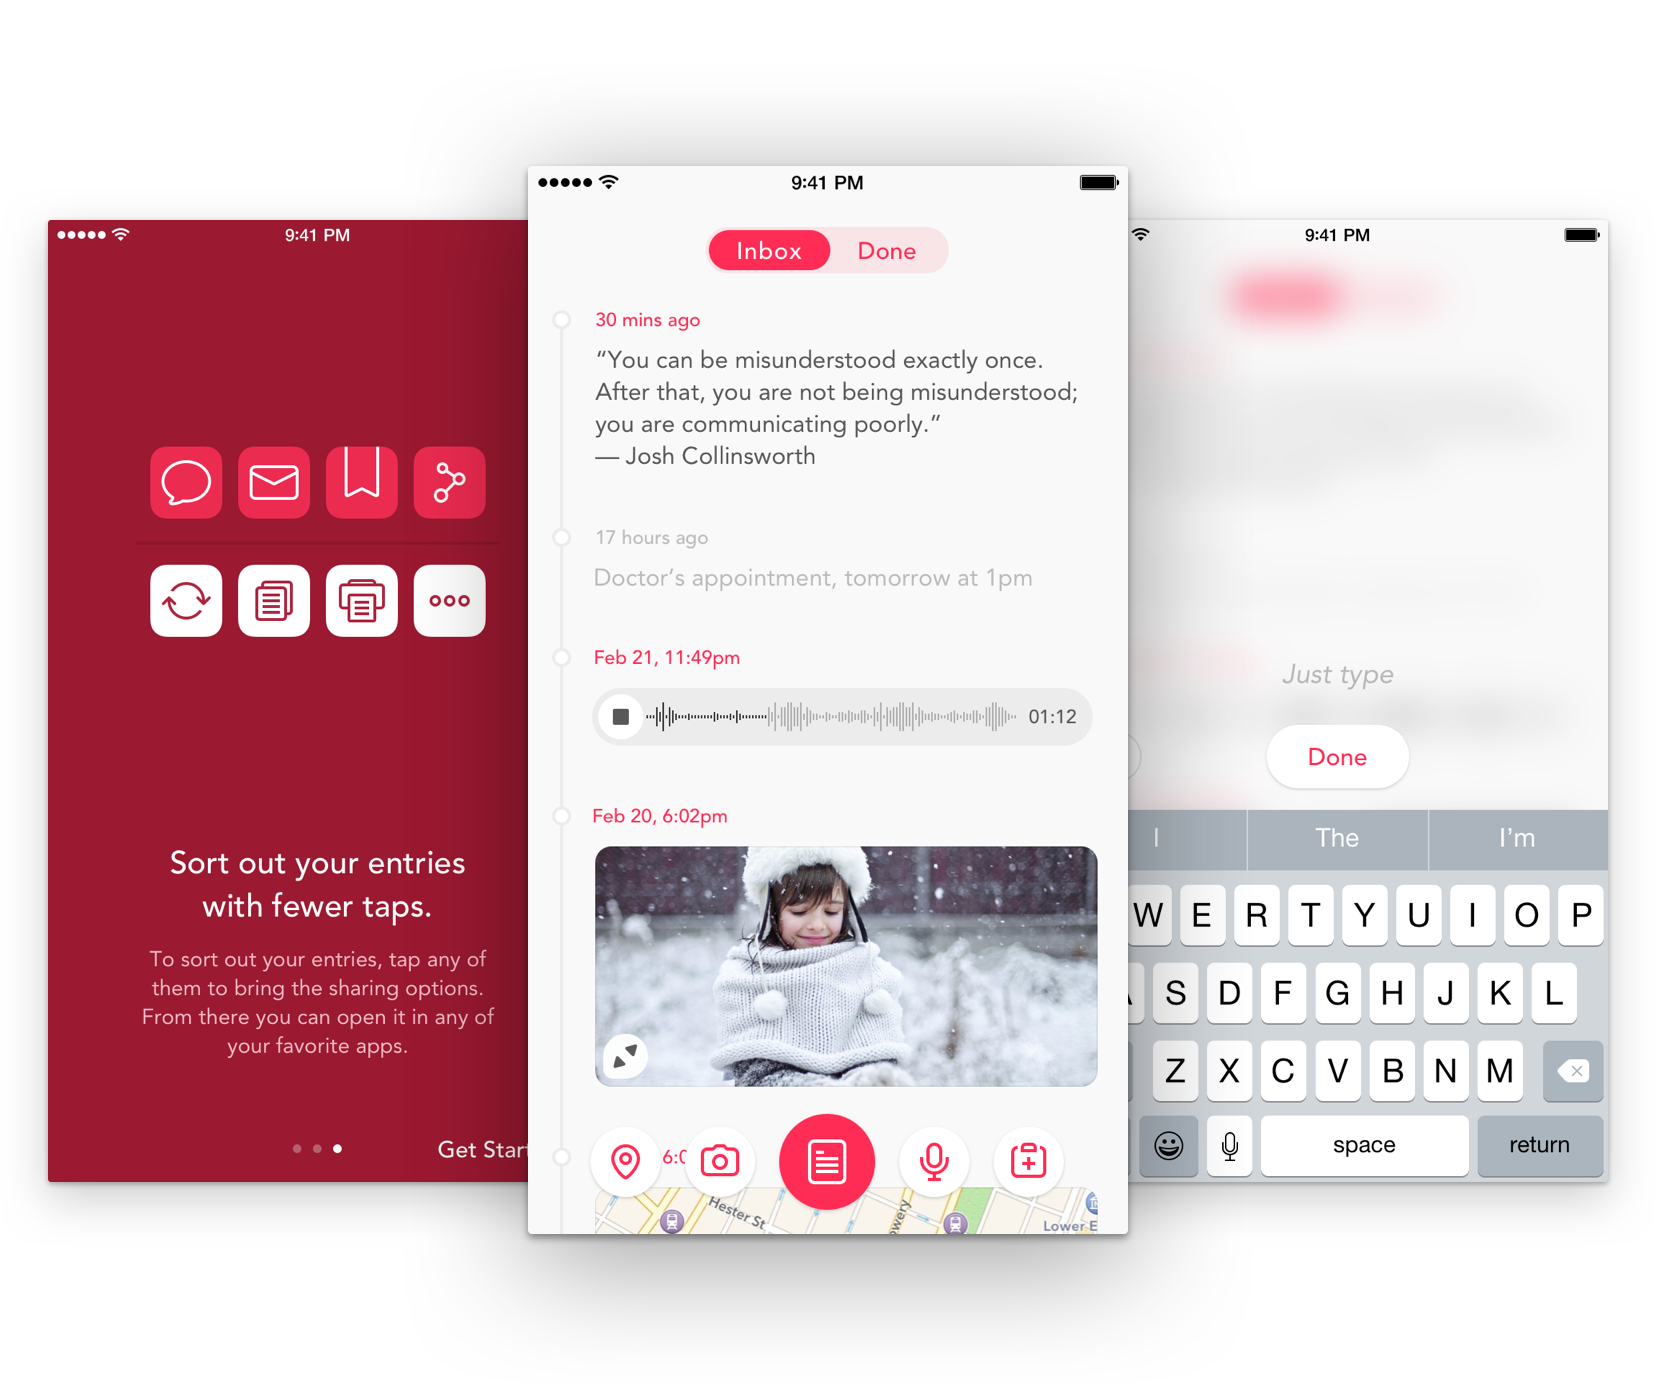 9:41 PM
Sort out your entries
with fewer taps.
To sort out your entries, tap any of
them to bring the sharing options.
From there you can open it in any of
your favorite apps.
Get Start
9:41 PM
Inbox Done
30 mins ago
“You can be misunderstood exactly once.
After that, you are not being misunderstood;
you are communicating poorly.“
— Josh Collinsworth
17 hours ago
Doctor’s appointment, tomorrow at 1pm
Feb 21, 11:49pm
01:12
Feb 20, 6:02pm
6:0
Hester St.
owery
Lower E
9:41 PM
Just type
Done
I The I’m
W E R T Y U I O P
A S D F G H J K L
Z X C V B N M
space return